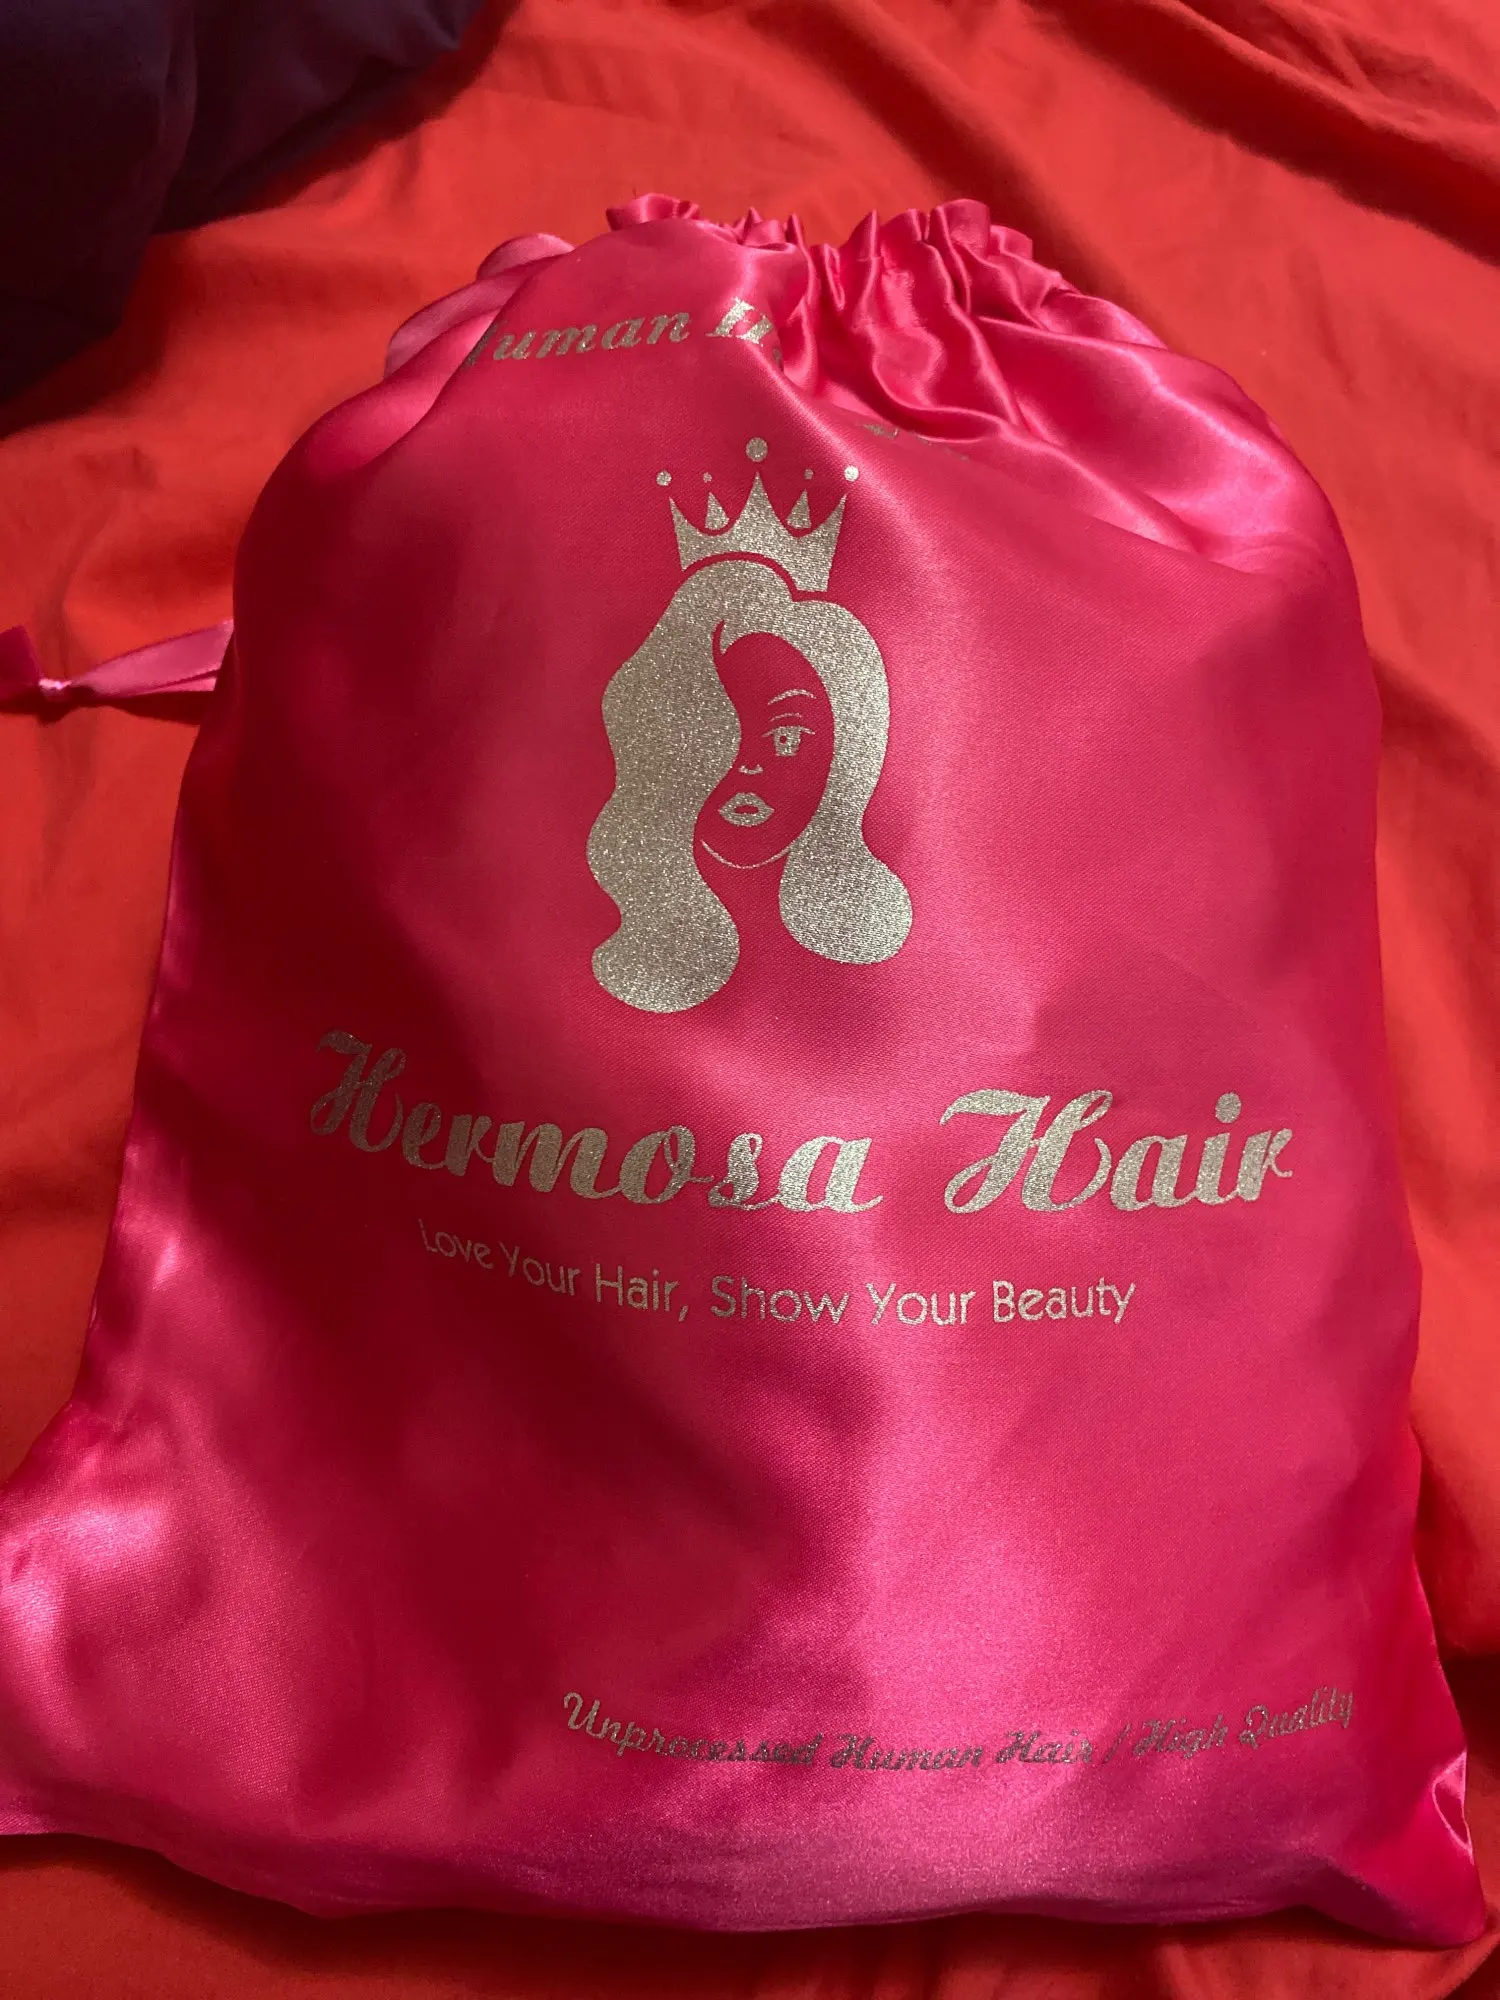 Human
Hermosa Hair
Love Your Hair, Show Your Beauty
Unprocessed Human Hair / High Quality